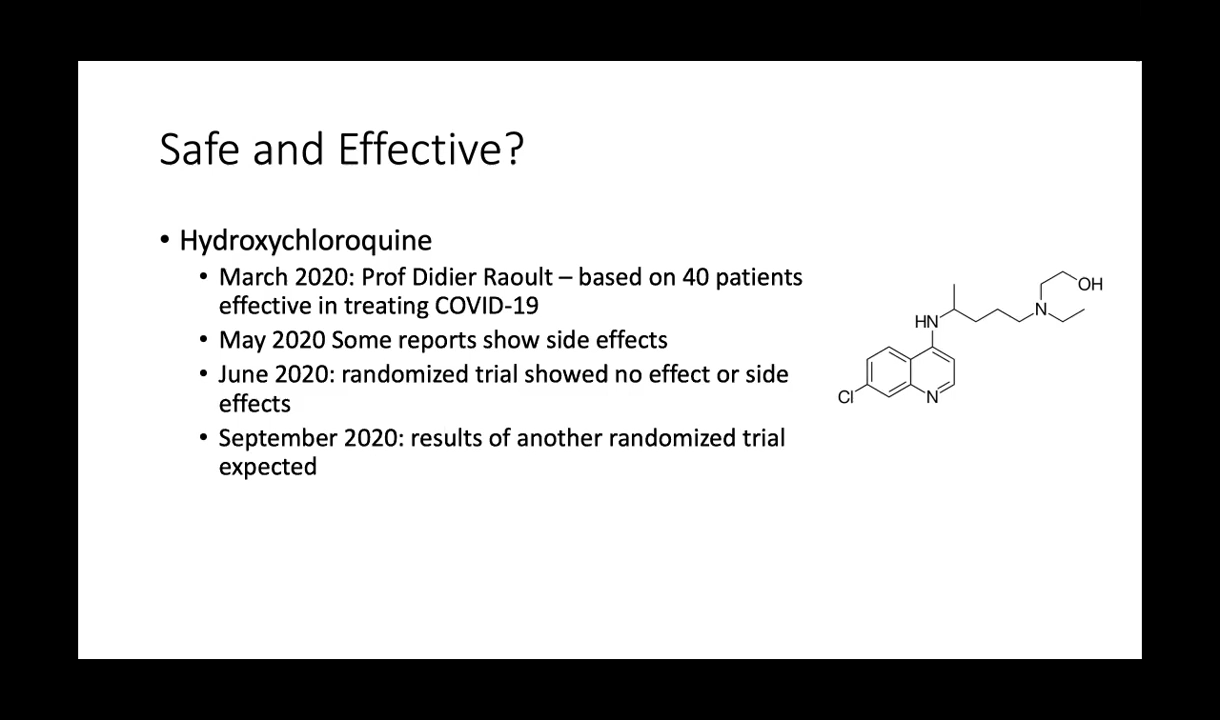 Safe and Effective?
• Hydroxychloroquine
• March 2020: Prof Didier Raoult – based on 40 patients
effective in treating COVID-19
• May 2020 Some reports show side effects
• June 2020: randomized trial showed no effect or side
effects
• September 2020: results of another randomized trial
expected
OH
N
HN
Cl
N